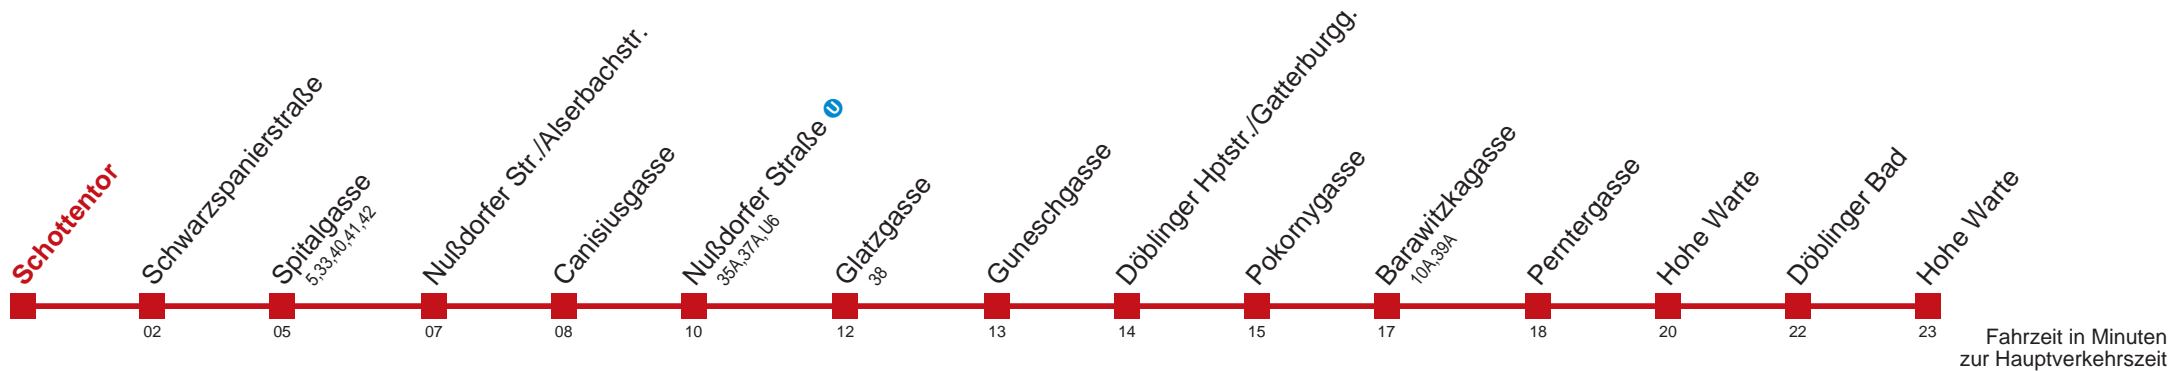 Schottentor
Schwarzspanierstraße
Spitalgasse
5,33,40,41,42
Nußdorfer Str./Alserbachstr.
Canisiusgasse
Nußdorfer Straße U
35A,37A,U6
Glatzgasse
38
Guneschgasse
Döblinger Hptstr./Gatterburgg.
Pokornygasse
Barawitzkagasse
10A,39A
Perntergasse
Hohe Warte
Döblinger Bad
Hohe Warte
02 05 07 08 10 12 13 14 15 17 18 20 22 23
Fahrzeit in Minuten
zur Hauptverkehrszeit